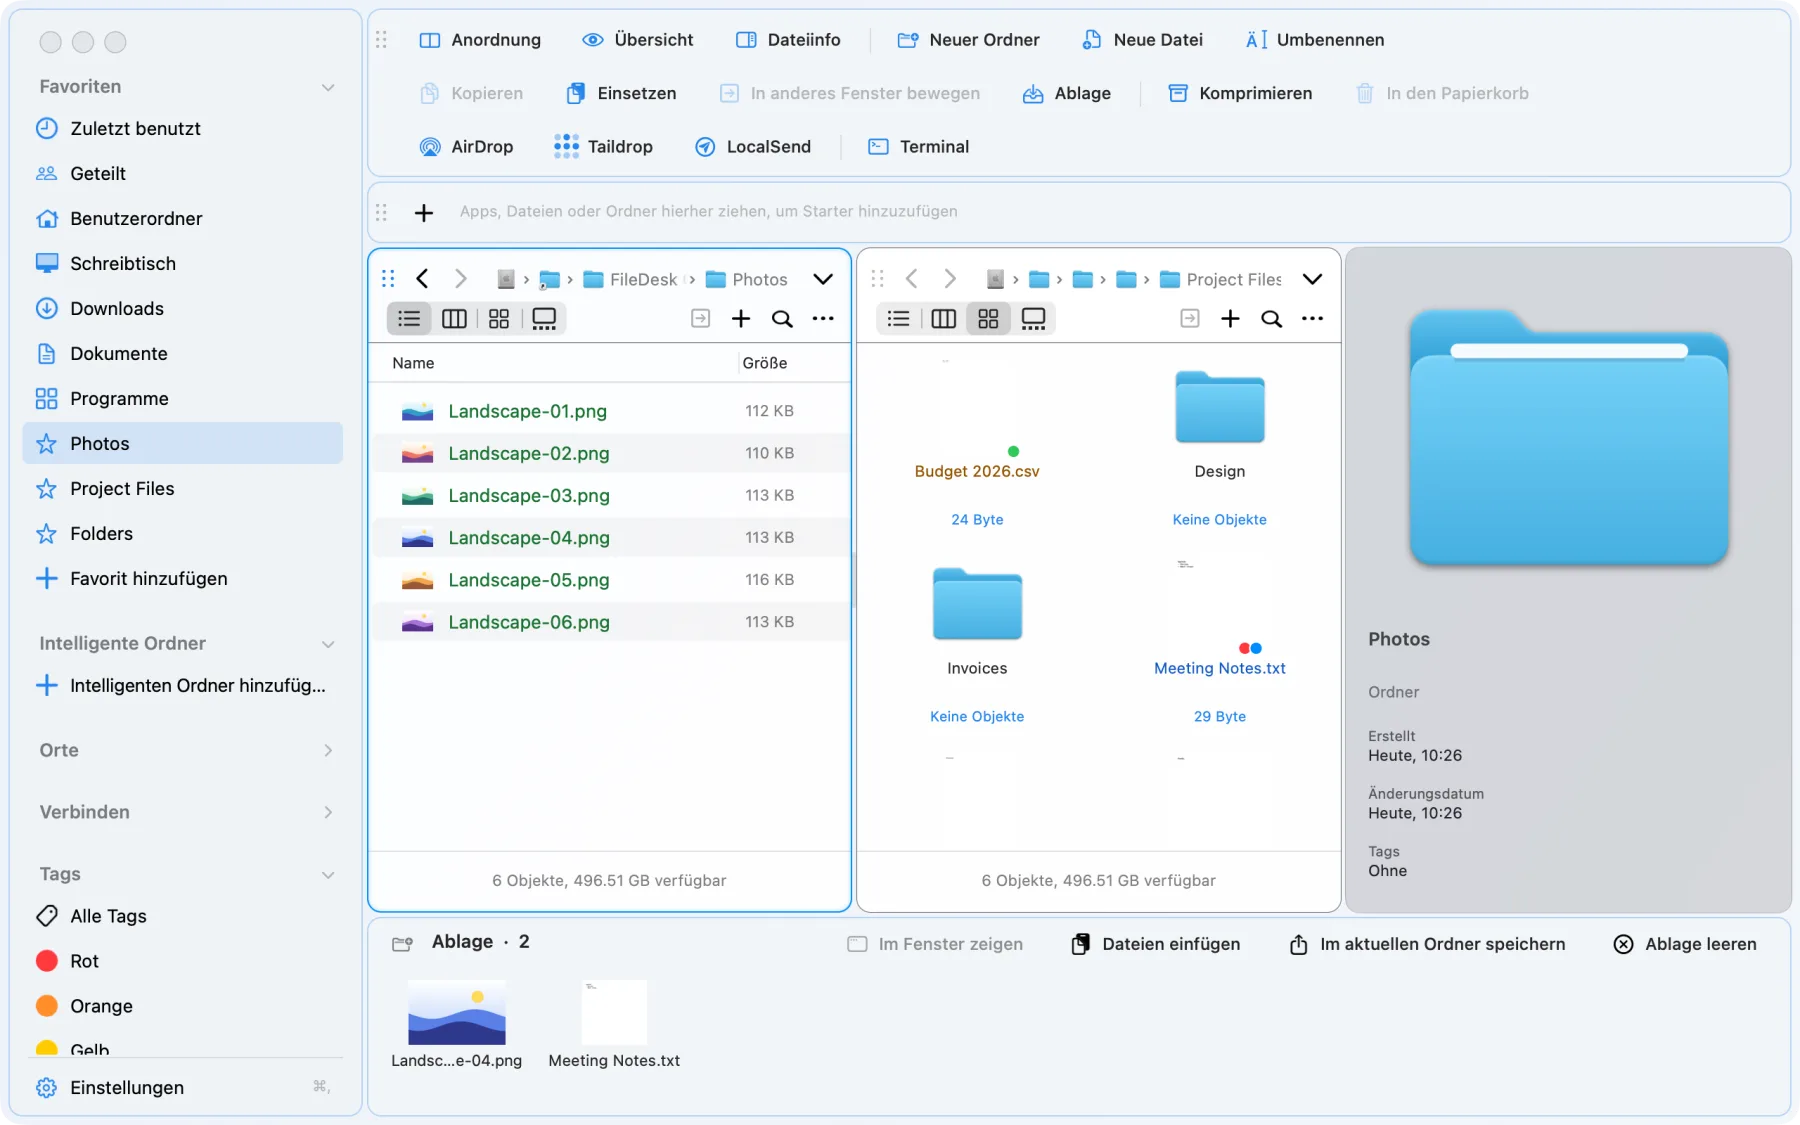 Favoriten
Zuletzt benutzt
Geteilt
Benutzerordner
Schreibtisch
Downloads
Dokumente
Programme
Photos
Project Files
Folders
Favorit hinzufügen
Intelligente Ordner
Intelligenten Ordner hinzufüg...
Orte
Verbinden
Tags
Alle Tags
Rot
Orange
Gelb
Einstellungen ⌘,
Anordnung Übersicht Dateiinfo Neuer Ordner Neue Datei Umbenennen
Kopieren Einsetzen In anderes Fenster bewegen Ablage Komprimieren In den Papierkorb
AirDrop Taildrop LocalSend Terminal
Apps, Dateien oder Ordner hierher ziehen, um Starter hinzuzufügen
FileDesk Photos
Name Größe
Landscape-01.png 112 KB
Landscape-02.png 110 KB
Landscape-03.png 113 KB
Landscape-04.png 113 KB
Landscape-05.png 116 KB
Landscape-06.png 113 KB
6 Objekte, 496.51 GB verfügbar
Project Files
Budget 2026.csv
24 Byte
Design
Keine Objekte
Invoices
Keine Objekte
Meeting Notes.txt
29 Byte
6 Objekte, 496.51 GB verfügbar
Photos
Ordner
Erstellt
Heute, 10:26
Änderungsdatum
Heute, 10:26
Tags
Ohne
Ablage · 2
Im Fenster zeigen Dateien einfügen Im aktuellen Ordner speichern Ablage leeren
Landsc...e-04.png
Meeting Notes.txt